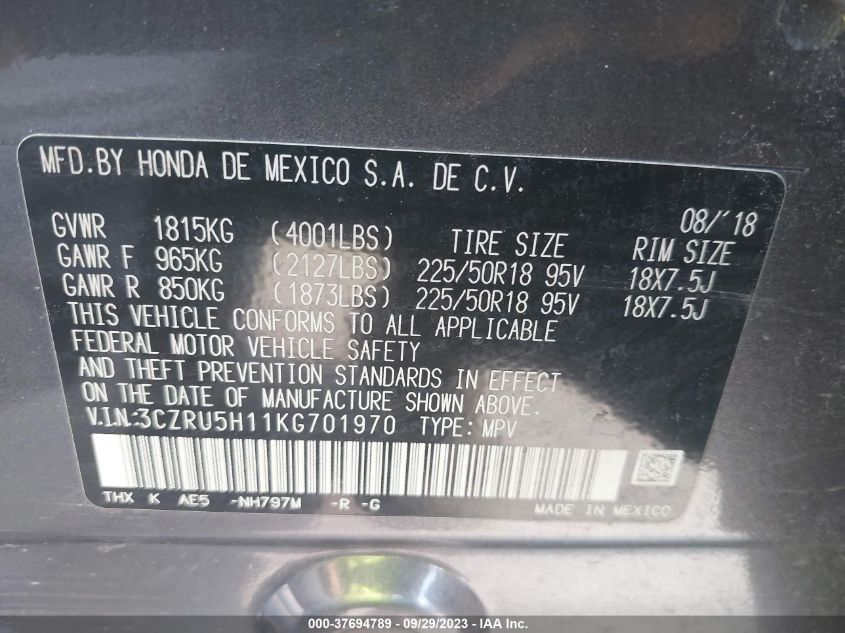 MFD.BY HONDA DE MEXICO S.A. DE C.V.
08/'18
GVWR 1815KG (4001LBS) TIRE SIZE RIM SIZE
GAWR F 965KG (2127LBS) 225/50R18 95V 18X7.5J
GAWR R 850KG (1873LBS) 225/50R18 95V 18X7.5J
THIS VEHICLE CONFORMS TO ALL APPLICABLE
FEDERAL MOTOR VEHICLE SAFETY
AND THEFT PREVENTION STANDARDS IN EFFECT
ON THE DATE OF MANUFACTURE SHOWN ABOVE.
V.I.N:3CZRU5H11KG701970 TYPE: MPV
THX K AE5 -NH797M -R -G MADE IN MEXICO
000-37694789 - 09/29/2023 - IAA Inc.